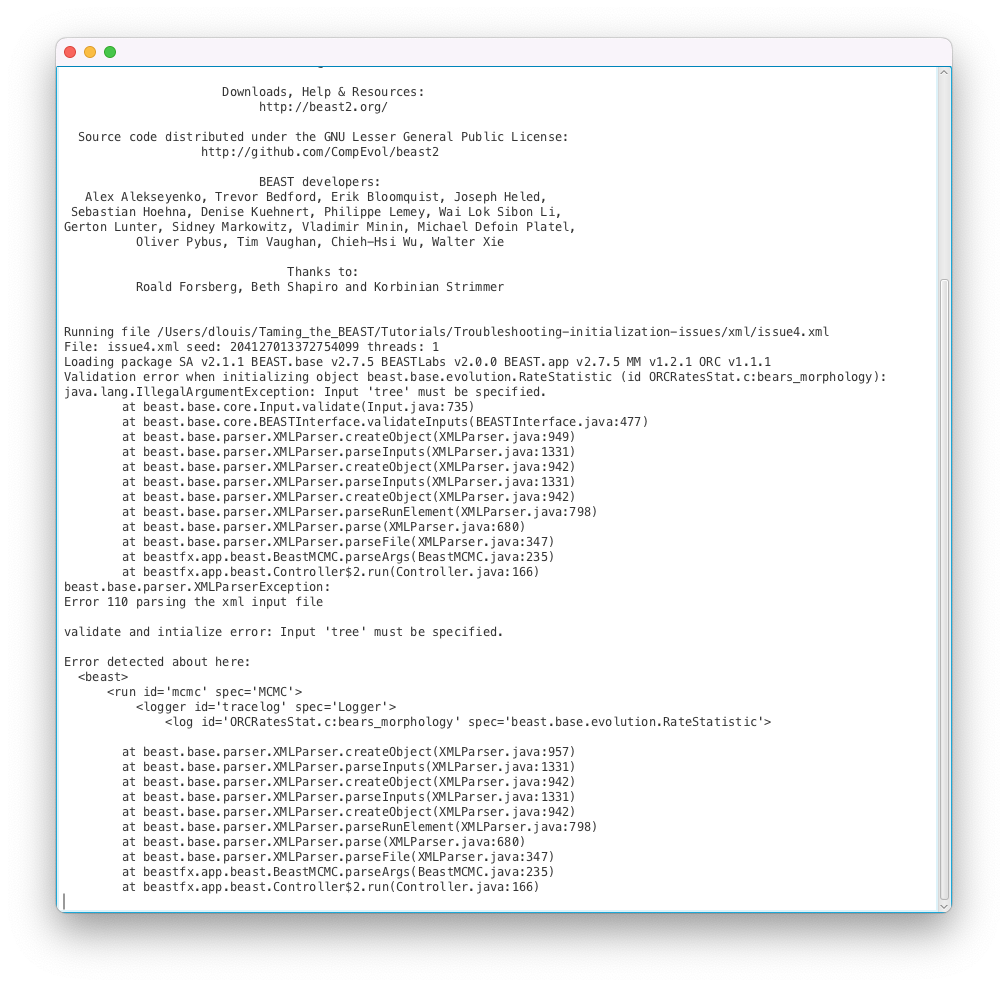 Downloads, Help & Resources:
http://beast2.org/
Source code distributed under the GNU Lesser General Public License:
http://github.com/CompEvol/beast2
BEAST developers:
Alex Alekseyenko, Trevor Bedford, Erik Bloomquist, Joseph Heled,
Sebastian Hoehna, Denise Kuehnert, Philippe Lemey, Wai Lok Sibon Li,
Gerton Lunter, Sidney Markowitz, Vladimir Minin, Michael Defoin Platel,
Oliver Pybus, Tim Vaughan, Chieh-Hsi Wu, Walter Xie
Thanks to:
Roald Forsberg, Beth Shapiro and Korbinian Strimmer
Running file /Users/dlouis/Taming_the_BEAST/Tutorials/Troubleshooting-initialization-issues/xml/issue4.xml
File: issue4.xml seed: 204127013372754099 threads: 1
Loading package SA v2.1.1 BEAST.base v2.7.5 BEASTLabs v2.0.0 BEAST.app v2.7.5 MM v1.2.1 ORC v1.1.1
Validation error when initializing object beast.base.evolution.RateStatistic (id ORCRatesStat.c:bears_morphology):
java.lang.IllegalArgumentException: Input 'tree' must be specified.
at beast.base.core.Input.validate(Input.java:735)
at beast.base.core.BEASTInterface.validateInputs(BEASTInterface.java:477)
at beast.base.parser.XMLParser.createObject(XMLParser.java:949)
at beast.base.parser.XMLParser.parseInputs(XMLParser.java:1331)
at beast.base.parser.XMLParser.createObject(XMLParser.java:942)
at beast.base.parser.XMLParser.parseInputs(XMLParser.java:1331)
at beast.base.parser.XMLParser.createObject(XMLParser.java:942)
at beast.base.parser.XMLParser.parseRunElement(XMLParser.java:798)
at beast.base.parser.XMLParser.parse(XMLParser.java:680)
at beast.base.parser.XMLParser.parseFile(XMLParser.java:347)
at beastfx.app.beast.BeastMCMC.parseArgs(BeastMCMC.java:235)
at beastfx.app.beast.Controller$2.run(Controller.java:166)
beast.base.parser.XMLParserException:
Error 110 parsing the xml input file
validate and intialize error: Input 'tree' must be specified.
Error detected about here:
<beast>
<run id='mcmc' spec='MCMC'>
<logger id='tracelog' spec='Logger'>
<log id='ORCRatesStat.c:bears_morphology' spec='beast.base.evolution.RateStatistic'>
at beast.base.parser.XMLParser.createObject(XMLParser.java:957)
at beast.base.parser.XMLParser.parseInputs(XMLParser.java:1331)
at beast.base.parser.XMLParser.createObject(XMLParser.java:942)
at beast.base.parser.XMLParser.parseInputs(XMLParser.java:1331)
at beast.base.parser.XMLParser.createObject(XMLParser.java:942)
at beast.base.parser.XMLParser.parseRunElement(XMLParser.java:798)
at beast.base.parser.XMLParser.parse(XMLParser.java:680)
at beast.base.parser.XMLParser.parseFile(XMLParser.java:347)
at beastfx.app.beast.BeastMCMC.parseArgs(BeastMCMC.java:235)
at beastfx.app.beast.Controller$2.run(Controller.java:166)